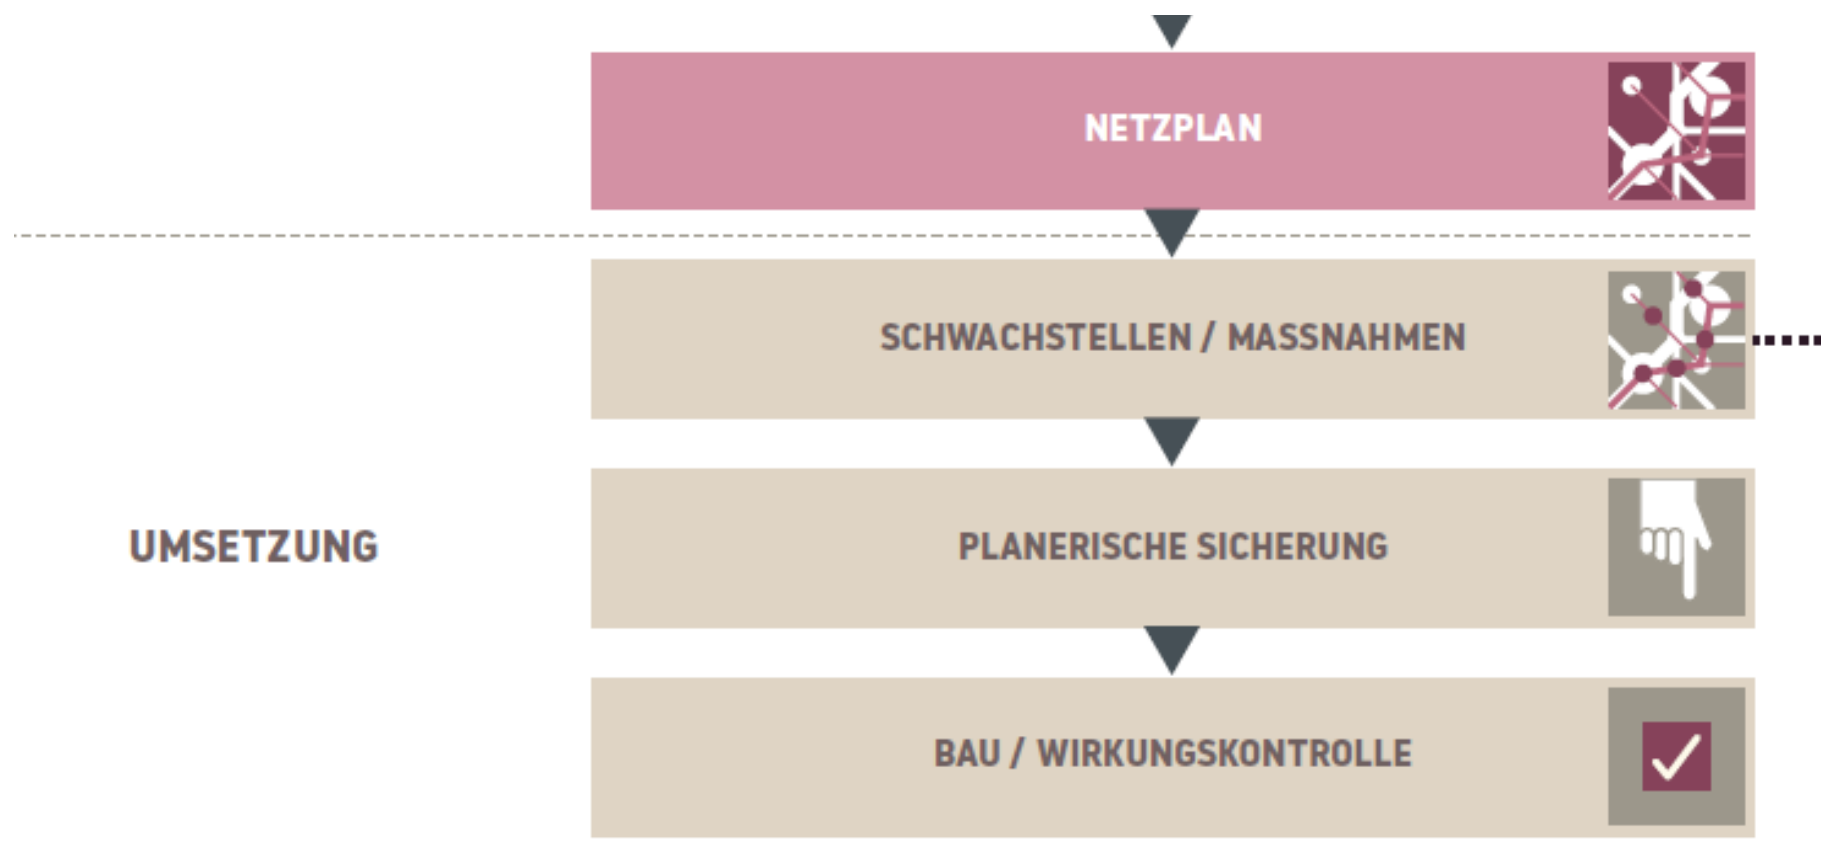 NETZPLAN
SCHWACHSTELLEN / MASSNAHMEN
UMSETZUNG
PLANERISCHE SICHERUNG
BAU / WIRKUNGSKONTROLLE